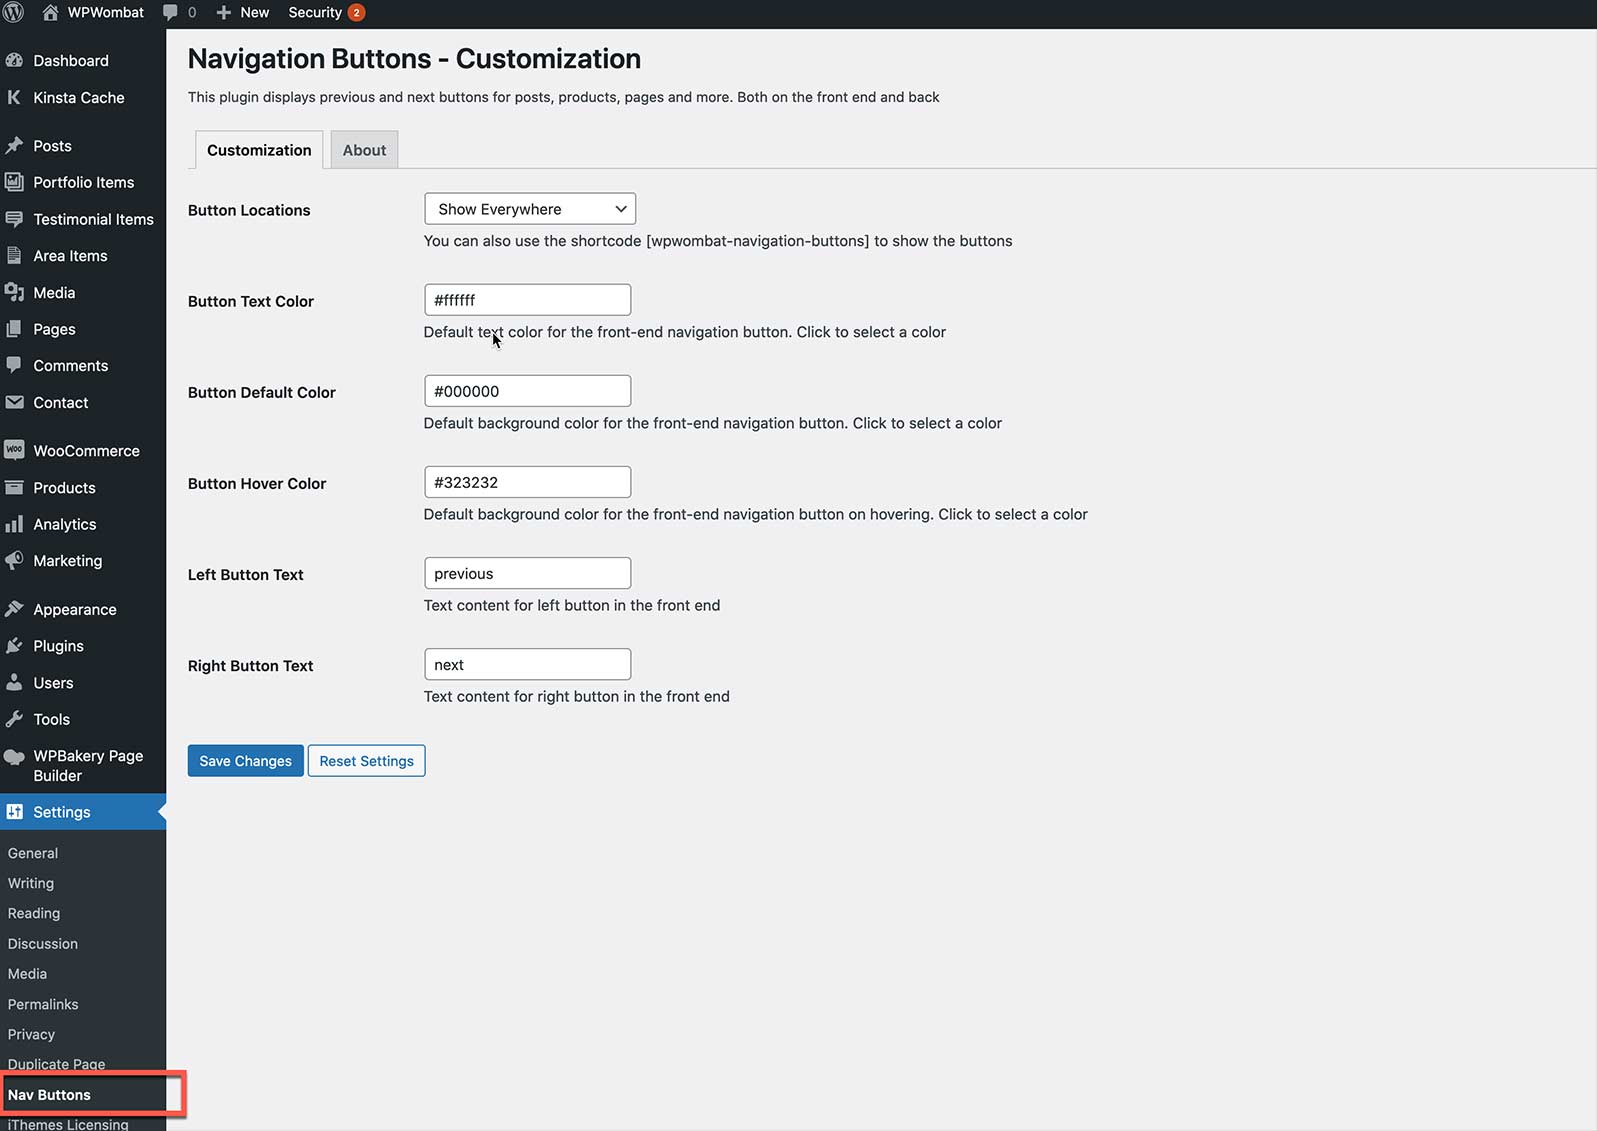 WPWombat 0 New Security 2
Dashboard
Kinsta Cache
Posts
Portfolio Items
Testimonial Items
Area Items
Media
Pages
Comments
Contact
WooCommerce
Products
Analytics
Marketing
Appearance
Plugins
Users
Tools
WPBakery Page
Builder
Settings
General
Writing
Reading
Discussion
Media
Permalinks
Privacy
Duplicate Page
Nav Buttons
iThemes Licensing
Navigation Buttons - Customization
This plugin displays previous and next buttons for posts, products, pages and more. Both on the front end and back
Customization
About
Button Locations
Show Everywhere
You can also use the shortcode [wpwombat-navigation-buttons] to show the buttons
Button Text Color
#ffffff
Default text color for the front-end navigation button. Click to select a color
Button Default Color
#000000
Default background color for the front-end navigation button. Click to select a color
Button Hover Color
#323232
Default background color for the front-end navigation button on hovering. Click to select a color
Left Button Text
previous
Text content for left button in the front end
Right Button Text
next
Text content for right button in the front end
Save Changes
Reset Settings